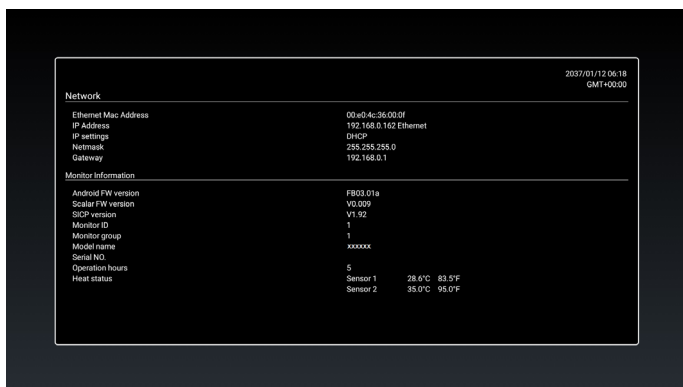 2037/01/12 06:18
GMT+00:00
Network
Ethernet Mac Address 00:e0:4c:36:00:0f
IP Address 192.168.0.162 Ethernet
IP settings DHCP
Netmask 255.255.255.0
Gateway 192.168.0.1
Monitor Information
Android FW version FB03.01a
Scalar FW version V0.009
SICP version V1.92
Monitor ID 1
Monitor group 1
Model name xxxxxx
Serial NO.
Operation hours 5
Heat status Sensor 1 28.6°C 83.5°F
Sensor 2 35.0°C 95.0°F